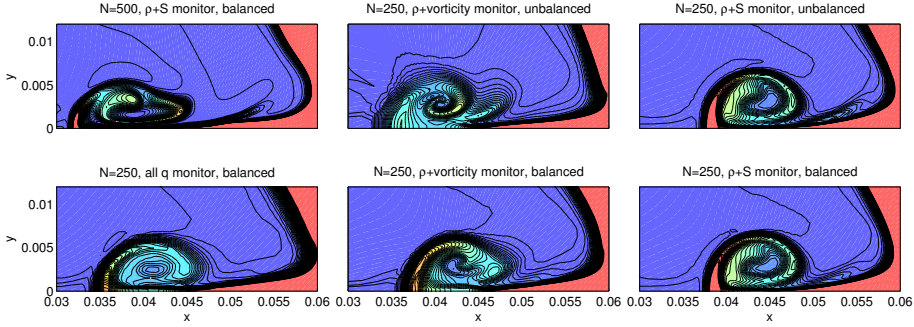 N=500, ρ+S monitor, balanced
N=250, ρ+vorticity monitor, unbalanced
N=250, ρ+S monitor, unbalanced
y
0.01
0.005
0
N=250, all q monitor, balanced
N=250, ρ+vorticity monitor, balanced
N=250, ρ+S monitor, balanced
y
0.01
0.005
0
0.03 0.035 0.04 0.045 0.05 0.055 0.06
0.035 0.04 0.045 0.05 0.055
0.03 0.035 0.04 0.045 0.05 0.055 0.06
x
x
x